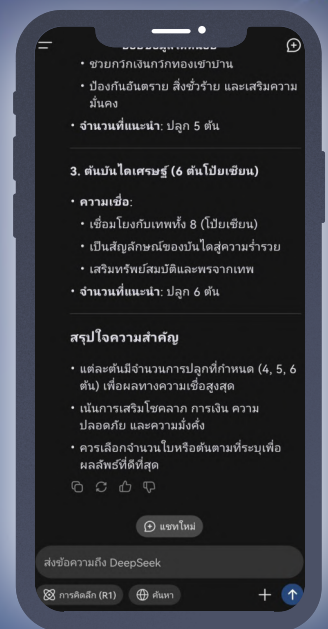 • ช่วยกวักเงินกวักทองเข้าบ้าน
• ป้องกันอันตราย สิ่งชั่วร้าย และเสริมความ
มั่นคง
• จำนวนที่แนะนำ: ปลูก 5 ต้น
3. ต้นบันไดเศรษฐี (6 ต้นโป๊ยเซียน)
• ความเชื่อ:
• เชื่อมโยงกับเทพทั้ง 8 (โป๊ยเซียน)
• เป็นสัญลักษณ์ของบันไดสู่ความร่ำรวย
• เสริมทรัพย์สมบัติและพรจากเทพ
• จำนวนที่แนะนำ: ปลูก 6 ต้น
สรุปใจความสำคัญ
• แต่ละต้นมีจำนวนการปลูกที่กำหนด (4, 5, 6
ต้น) เพื่อผลทางความเชื่อสูงสุด
• เน้นการเสริมโชคลาภ การเงิน ความ
ปลอดภัย และความมั่งคั่ง
• ควรเลือกจำนวนใบหรือต้นตามที่ระบุเพื่อ
ผลลัพธ์ที่ดีที่สุด
แชทใหม่
ส่งข้อความถึง DeepSeek
การคิดลึก (R1) ค้นหา